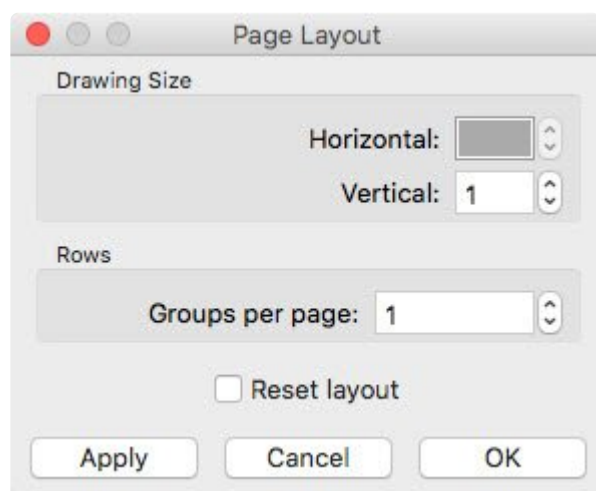 Page Layout
Drawing Size
Horizontal:
Vertical: 1
Rows
Groups per page: 1
Reset layout
Apply Cancel OK